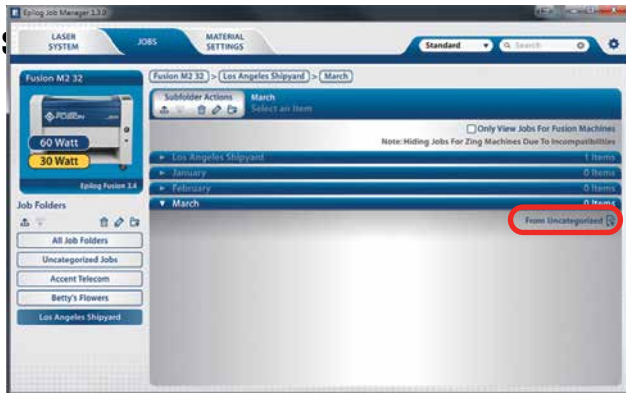 Epilog Job Manager 1.3.0
LASER SYSTEM
JOBS
MATERIAL SETTINGS
Standard
Search
Fusion M2 32
Fusion M2 32 > Los Angeles Shipyard > March
Subfolder Actions
March
Select an Item
FUSION
60 Watt
30 Watt
Epilog Fusion 3.4
Only View Jobs For Fusion Machines
Note: Hiding Jobs For Zing Machines Due To Incompatibilities
Los Angeles Shipyard 1 Items
January 0 Items
February 0 Items
March 0 Items
From Uncategorized
Job Folders
All Job Folders
Uncategorized Jobs
Accent Telecom
Betty's Flowers
Los Angeles Shipyard